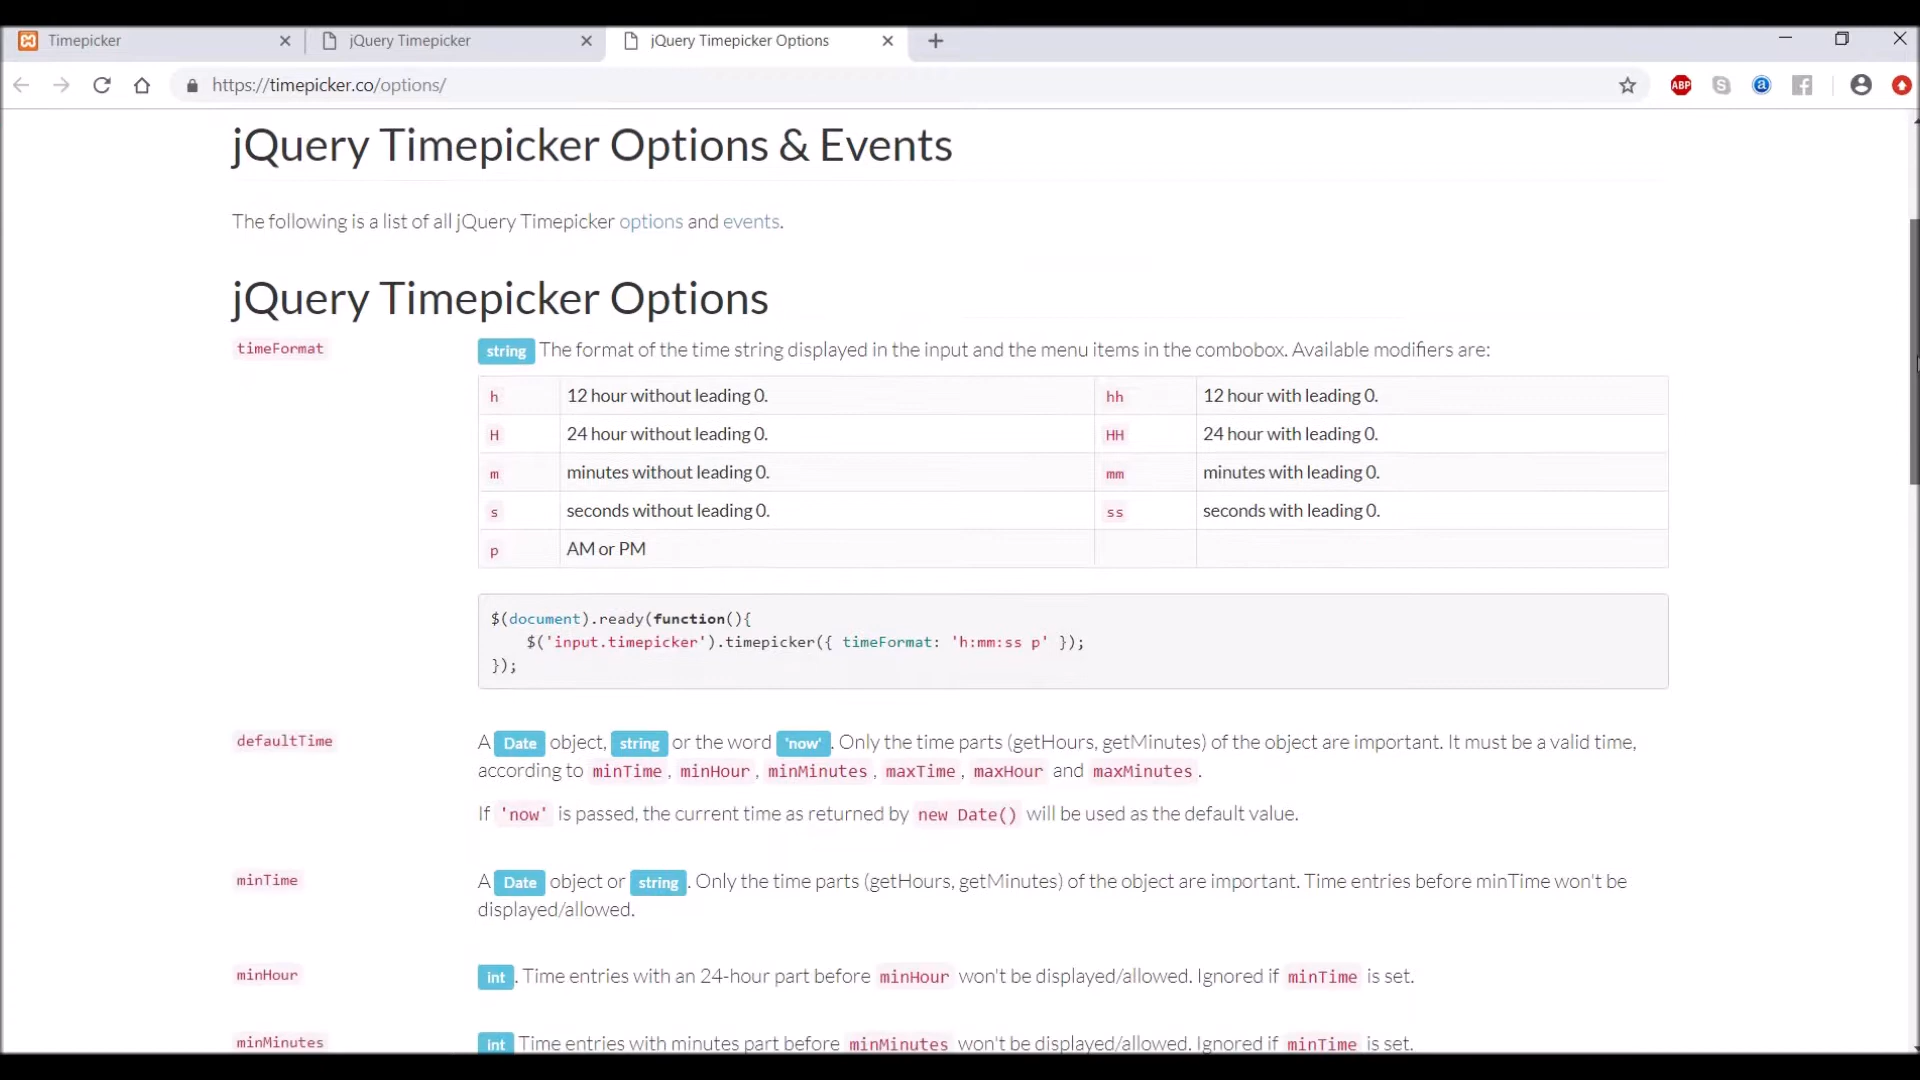 Timepicker
jQuery Timepicker
jQuery Timepicker Options
https://timepicker.co/options/
ABP
jQuery Timepicker Options & Events
The following is a list of all jQuery Timepicker options and events.
jQuery Timepicker Options
timeFormat
string The format of the time string displayed in the input and the menu items in the combobox. Available modifiers are:
h 12 hour without leading 0. hh 12 hour with leading 0.
H 24 hour without leading 0. HH 24 hour with leading 0.
m minutes without leading 0. mm minutes with leading 0.
s seconds without leading 0. ss seconds with leading 0.
p AM or PM
$(document).ready(function(){
$('input.timepicker').timepicker({ timeFormat: 'h:mm:ss p' });
});
defaultTime
A Date object, string or the word 'now'. Only the time parts (getHours, getMinutes) of the object are important. It must be a valid time,
according to minTime, minHour, minMinutes, maxTime, maxHour and maxMinutes.
If 'now' is passed, the current time as returned by new Date() will be used as the default value.
minTime
A Date object or string. Only the time parts (getHours, getMinutes) of the object are important. Time entries before minTime won't be
displayed/allowed.
minHour
int. Time entries with an 24-hour part before minHour won't be displayed/allowed. Ignored if minTime is set.
minMinutes
int Time entries with minutes part before minMinutes won't be displayed/allowed. Ignored if minTime is set.